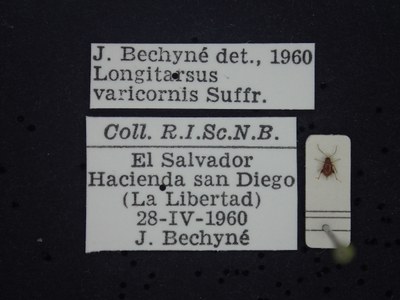 J. Bechyné det., 1960
Longitarsus
varicornis Suffr.
Coll. R.I.Sc.N.B.
El Salvador
Hacienda san Diego
(La Libertad)
28-IV-1960
J. Bechyné